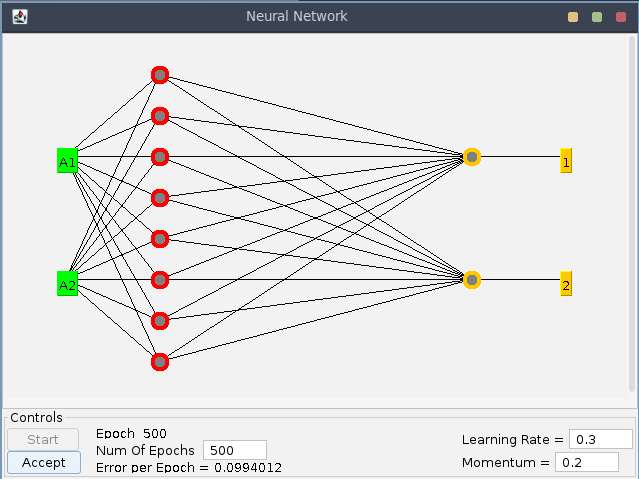 Neural Network
A1
1
A2
2
Controls
Start
Accept
Epoch 500
Num Of Epochs 500
Error per Epoch = 0.0994012
Learning Rate = 0.3
Momentum = 0.2